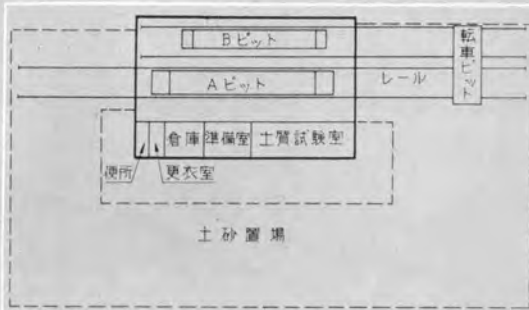 Bピット
転車ピット
Aピット
レール
倉庫
準備室
土質試験室
便所
更衣室
土砂置場